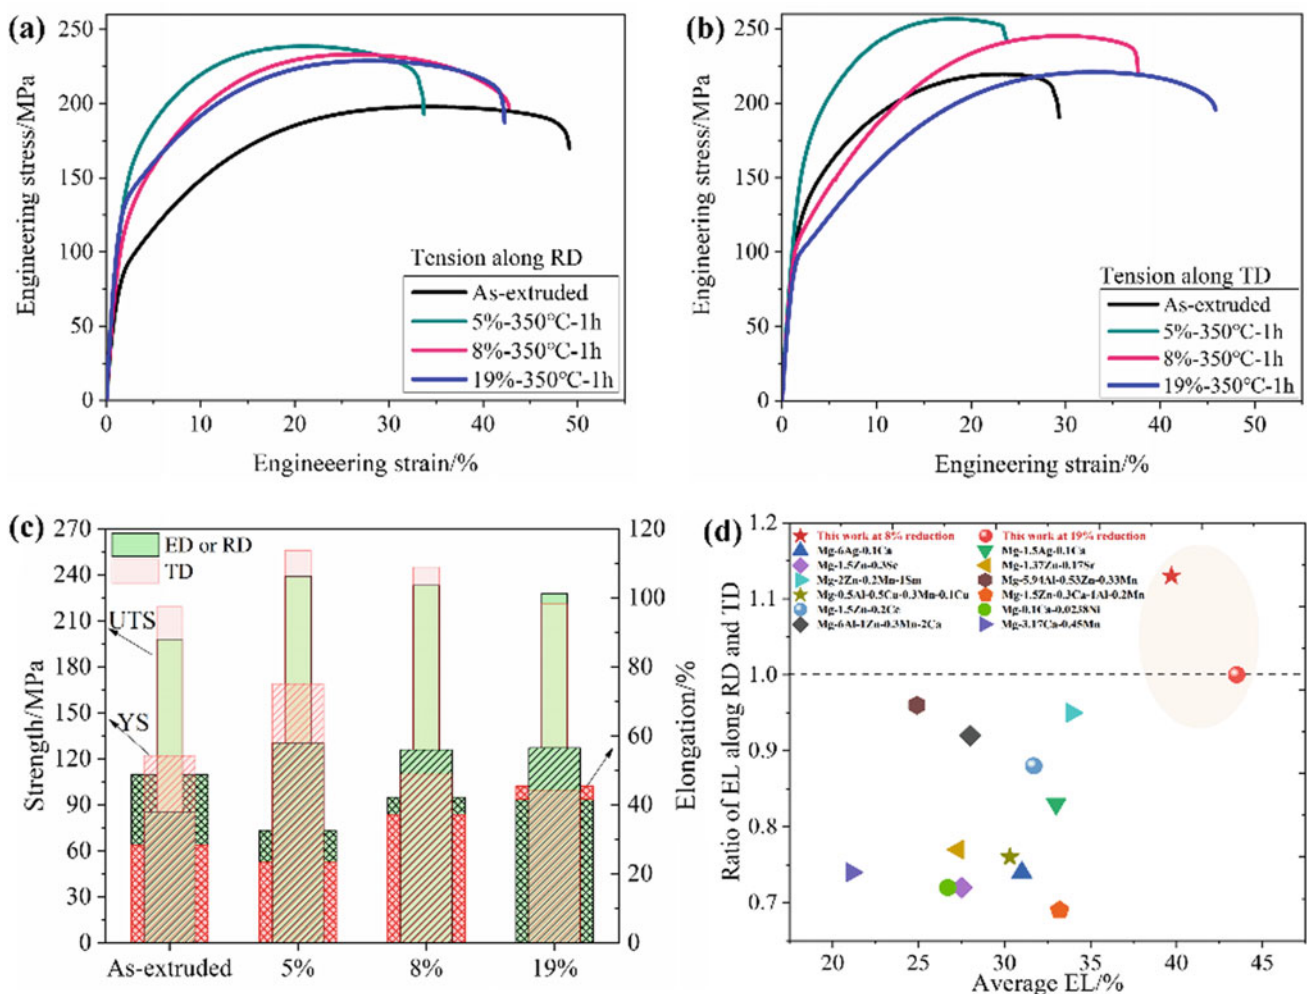 (a)
250
200
150
100
50
0
Engineering stress/MPa
Tension along RD
As-extruded
5%-350°C-1h
8%-350°C-1h
19%-350°C-1h
0 10 20 30 40 50
Engineeering strain/%
(b)
250
200
150
100
50
0
Engineering stress/MPa
Tension along TD
As-extruded
5%-350°C-1h
8%-350°C-1h
19%-350°C-1h
0 10 20 30 40 50
Engineering strain/%
(c)
270
240
210
180
150
120
90
60
30
0
Strength/MPa
ED or RD
TD
UTS
YS
120
100
80
60
40
20
0
Elongation/%
As-extruded 5% 8% 19%
(d)
1.2
1.1
1.0
0.9
0.8
0.7
Ratio of EL along RD and TD
This work at 8% reduction This work at 19% reduction
Mg-6Ag-0.1Ca Mg-1.5Ag-0.1Ca
Mg-1.5Zn-0.3Sc Mg-1.37Zn-0.17Sr
Mg-2Zn-0.2Mn-1Sm Mg-5.94Al-0.53Zn-0.33Mn
Mg-0.5Al-0.5Cu-0.3Mn-0.1Cu Mg-1.5Zn-0.3Ca-1Al-0.2Mn
Mg-1.5Zn-0.2Ce Mg-0.1Ca-0.0238Ni
Mg-6Al-1Zn-0.3Mn-2Ca Mg-3.17Ca-0.45Mn
20 25 30 35 40 45
Average EL/%